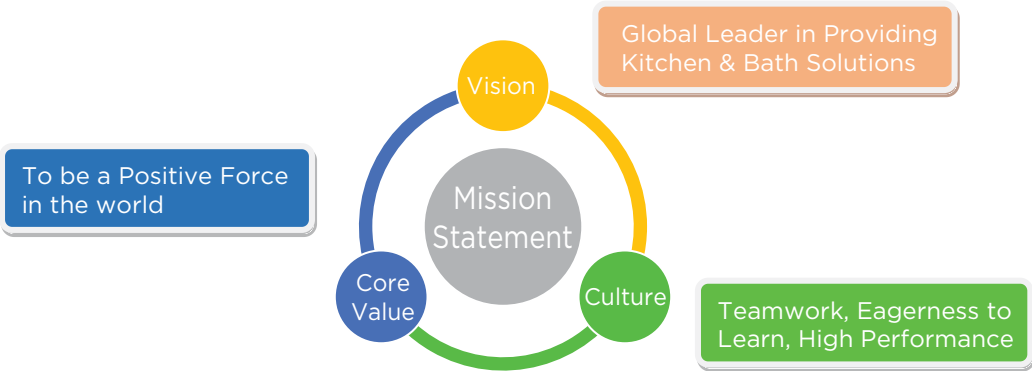 Global Leader in Providing
Kitchen & Bath Solutions
Vision
To be a Positive Force
in the world
Mission
Statement
Core
Value
Culture
Teamwork, Eagerness to
Learn, High Performance